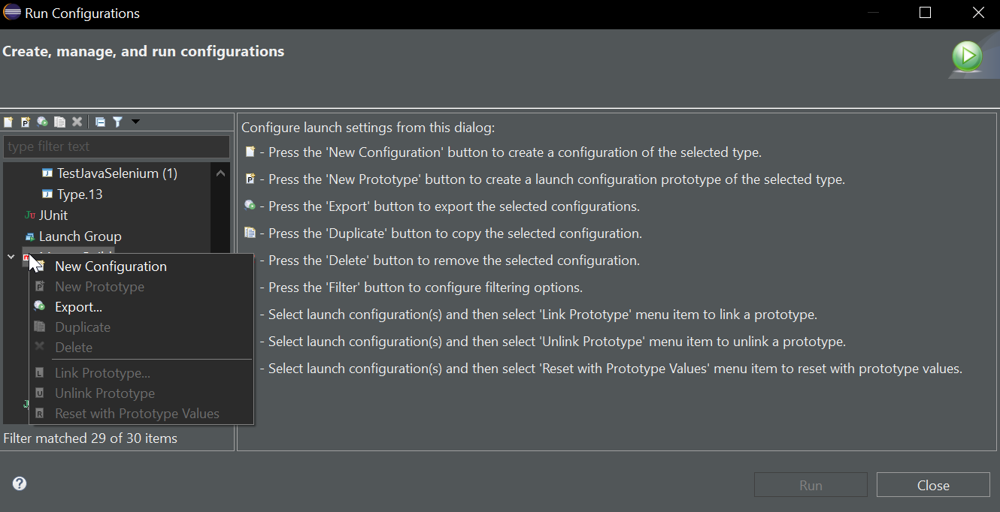 Run Configurations
Create, manage, and run configurations
type filter text
TestJavaSelenium (1)
Type.13
JUnit
Launch Group
New Configuration
New Prototype
Export...
Duplicate
Delete
Link Prototype...
Unlink Prototype
Reset with Prototype Values
Filter matched 29 of 30 items
Configure launch settings from this dialog:
- Press the 'New Configuration' button to create a configuration of the selected type.
- Press the 'New Prototype' button to create a launch configuration prototype of the selected type.
- Press the 'Export' button to export the selected configurations.
- Press the 'Duplicate' button to copy the selected configuration.
- Press the 'Delete' button to remove the selected configuration.
- Press the 'Filter' button to configure filtering options.
- Select launch configuration(s) and then select 'Link Prototype' menu item to link a prototype.
- Select launch configuration(s) and then select 'Unlink Prototype' menu item to unlink a prototype.
- Select launch configuration(s) and then select 'Reset with Prototype Values' menu item to reset with prototype values.
Run
Close